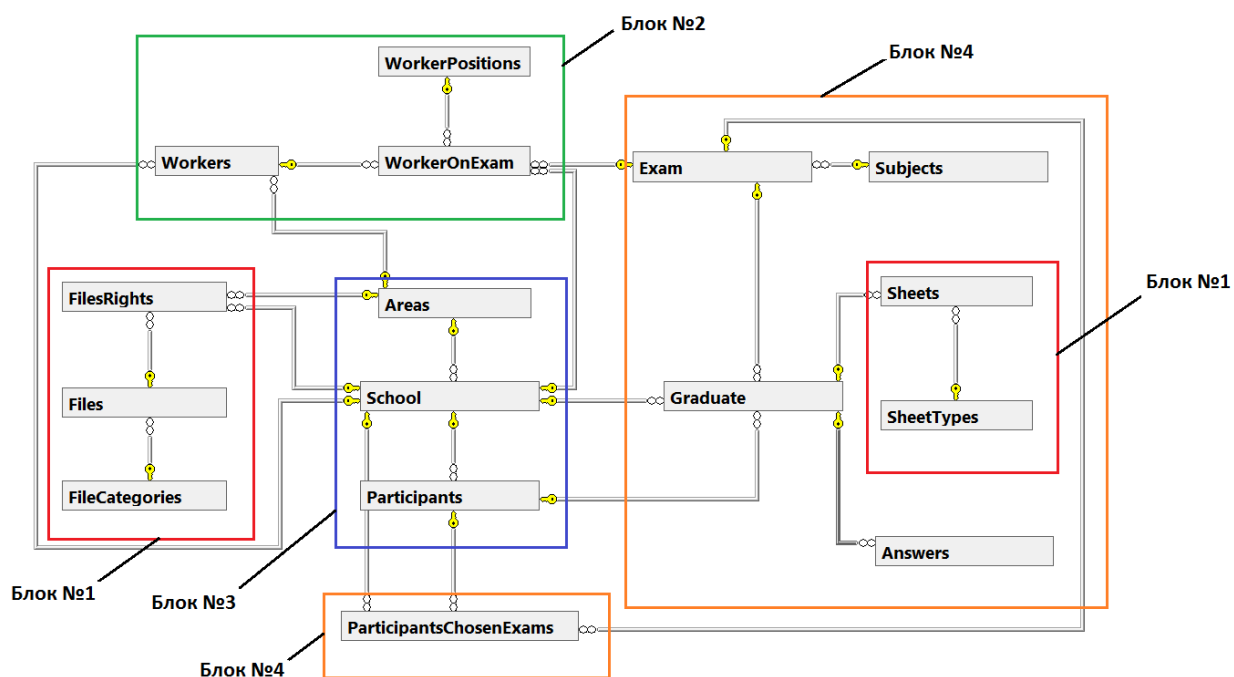 Блок №2
Блок №4
WorkerPositions
Workers
WorkerOnExam
Exam
Subjects
Блок №1
FilesRights
Areas
Sheets
Files
School
Graduate
SheetTypes
FileCategories
Participants
Answers
Блок №1
Блок №3
ParticipantsChosenExams
Блок №4